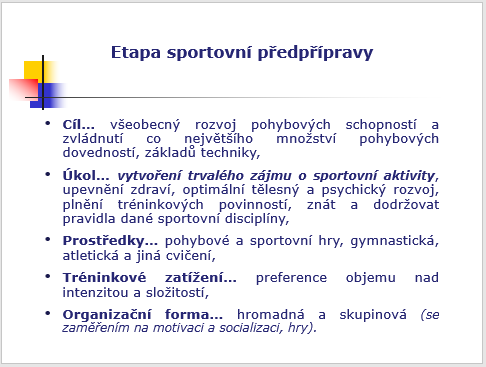 Etapa sportovní předpřípravy
• Cíl... všeobecný rozvoj pohybových schopností a
zvládnutí co největšího množství pohybových
dovedností, základů techniky,
• Úkol... vytvoření trvalého zájmu o sportovní aktivity,
upevnění zdraví, optimální tělesný a psychický rozvoj,
plnění tréninkových povinností, znát a dodržovat
pravidla dané sportovní disciplíny,
• Prostředky... pohybové a sportovní hry, gymnastická,
atletická a jiná cvičení,
• Tréninkové zatížení... preference objemu nad
intenzitou a složitostí,
• Organizační forma... hromadná a skupinová (se
zaměřením na motivaci a socializaci, hry).